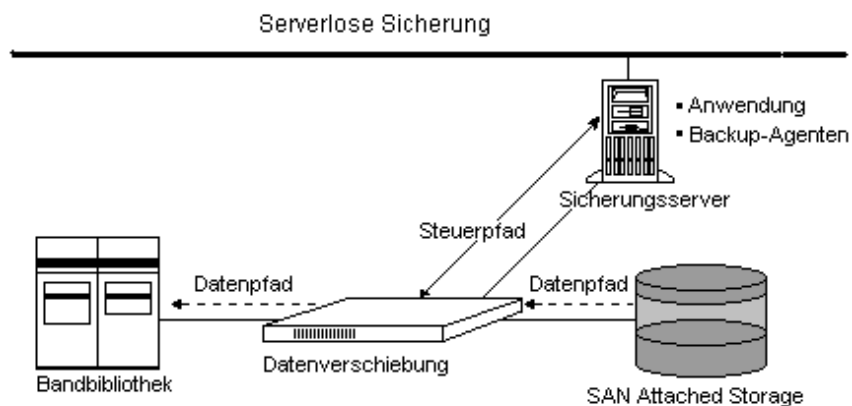 Serverlose Sicherung
▪ Anwendung
▪ Backup-Agenten
Sicherungsserver
Steuerpfad
Datenpfad
Datenpfad
Datenverschiebung
Bandbibliothek
SAN Attached Storage